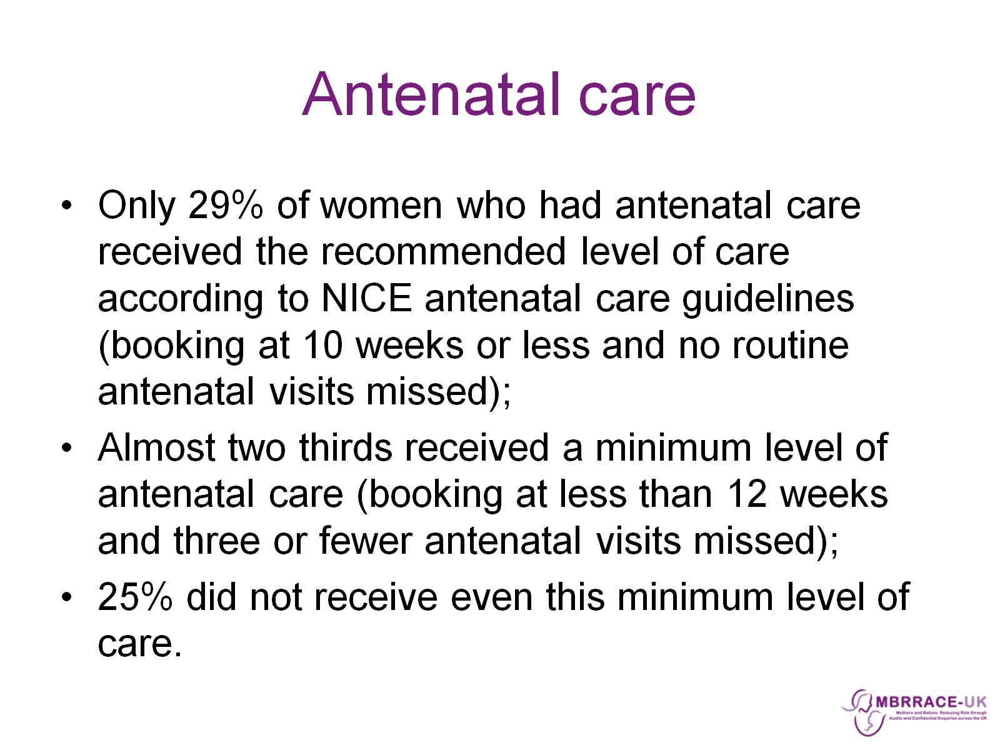 Antenatal care
• Only 29% of women who had antenatal care
received the recommended level of care
according to NICE antenatal care guidelines
(booking at 10 weeks or less and no routine
antenatal visits missed);
• Almost two thirds received a minimum level of
antenatal care (booking at less than 12 weeks
and three or fewer antenatal visits missed);
• 25% did not receive even this minimum level of
care.
MBRRACE-UK
Mothers and Babies: Reducing Risk through
Audits and Confidential Enquiries across the UK